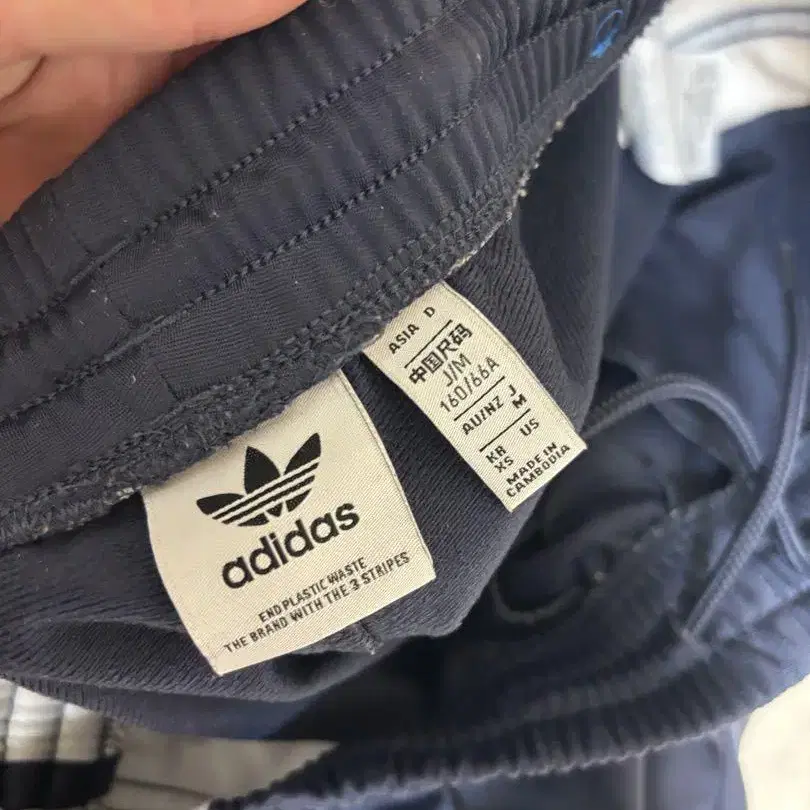 adidas
END PLASTIC WASTE
THE BRAND WITH THE 3 STRIPES
ASIA D
中国尺码
J/M
160/66A
AU/NZ J
M
KR US
XS
MADE IN
CAMBODIA